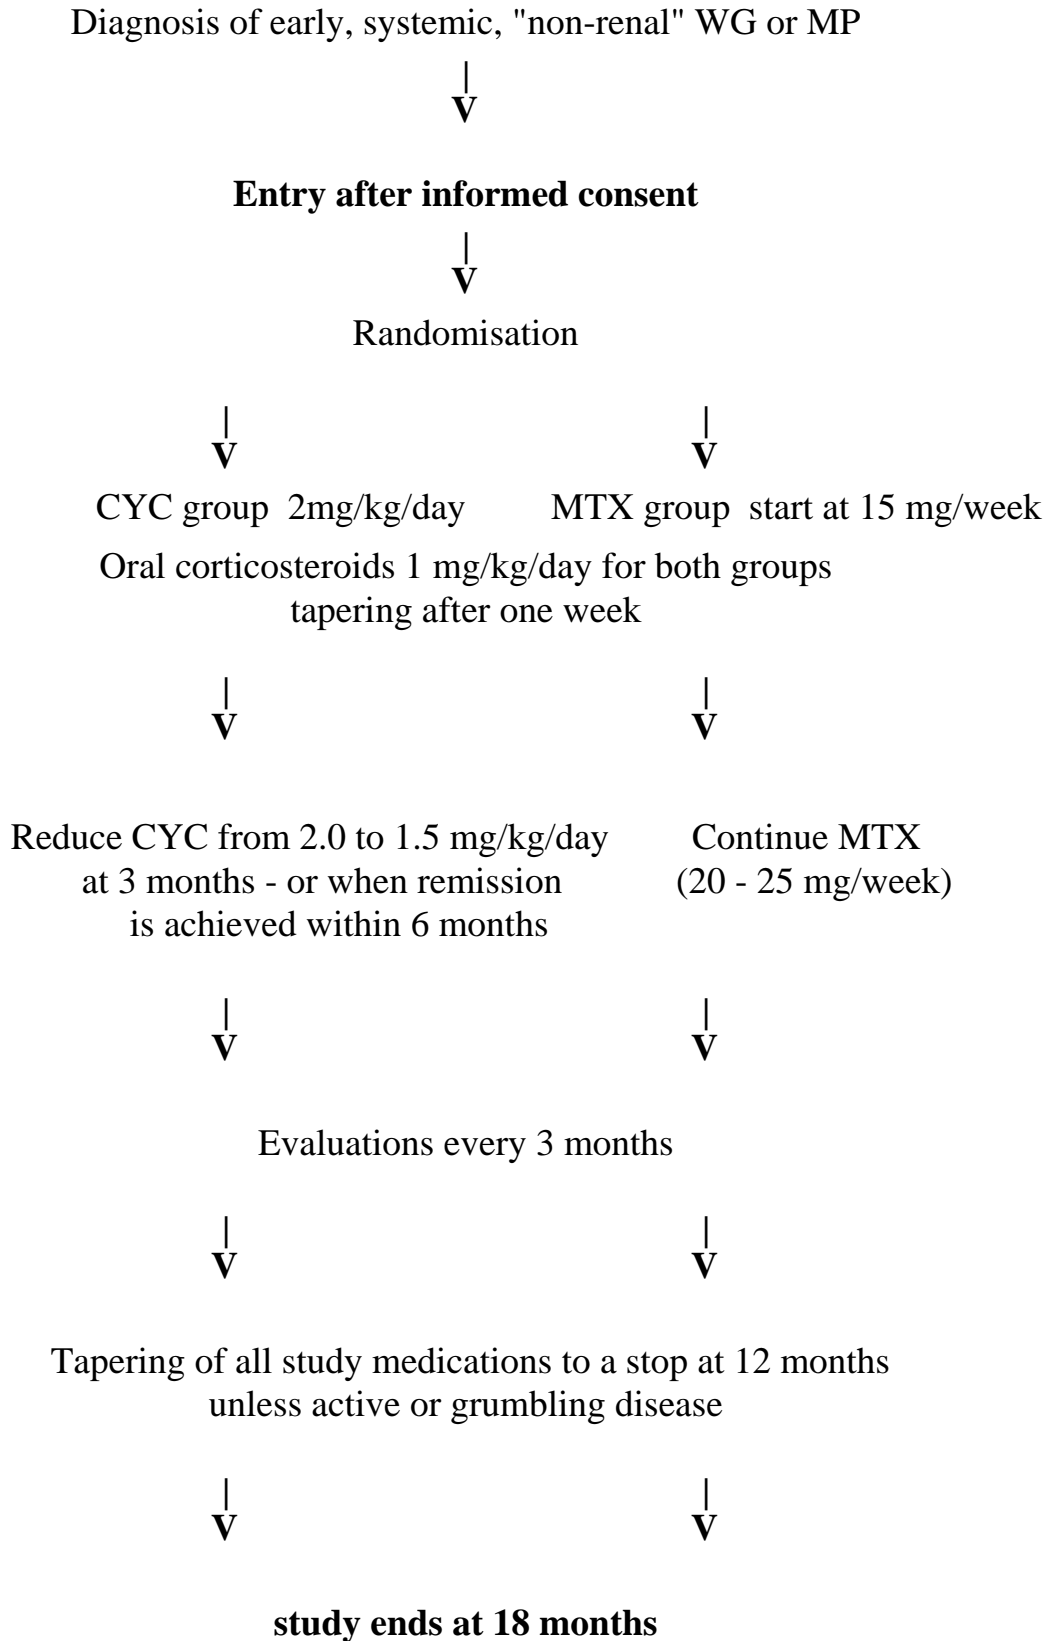 Diagnosis of early, systemic, "non-renal" WG or MP
|
V
Entry after informed consent
|
V
Randomisation
| |
V V
CYC group 2mg/kg/day MTX group start at 15 mg/week
Oral corticosteroids 1 mg/kg/day for both groups
tapering after one week
| |
V V
Reduce CYC from 2.0 to 1.5 mg/kg/day Continue MTX
at 3 months - or when remission (20 - 25 mg/week)
is achieved within 6 months
| |
V V
Evaluations every 3 months
| |
V V
Tapering of all study medications to a stop at 12 months
unless active or grumbling disease
| |
V V
study ends at 18 months